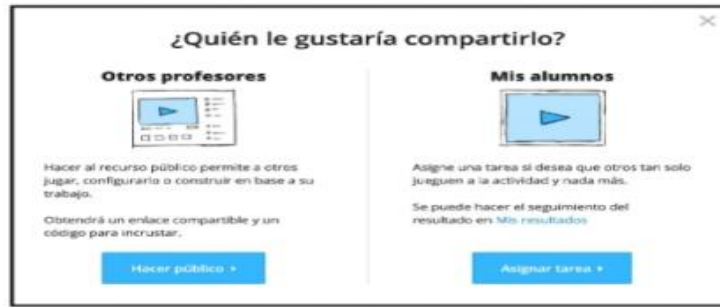 ¿Quién le gustaría compartirlo?
Otros profesores
Hacer al recurso público permite a otros
jugar, configurarlo o construir en base a su
trabajo.
Obtendrá un enlace compartible y un
código para incrustar.
Hacer público
Mis alumnos
Asigne una tarea si desea que otros tan solo
jueguen a la actividad y nada más.
Se puede hacer el seguimiento del
resultado en Mis resultados
Asignar tarea